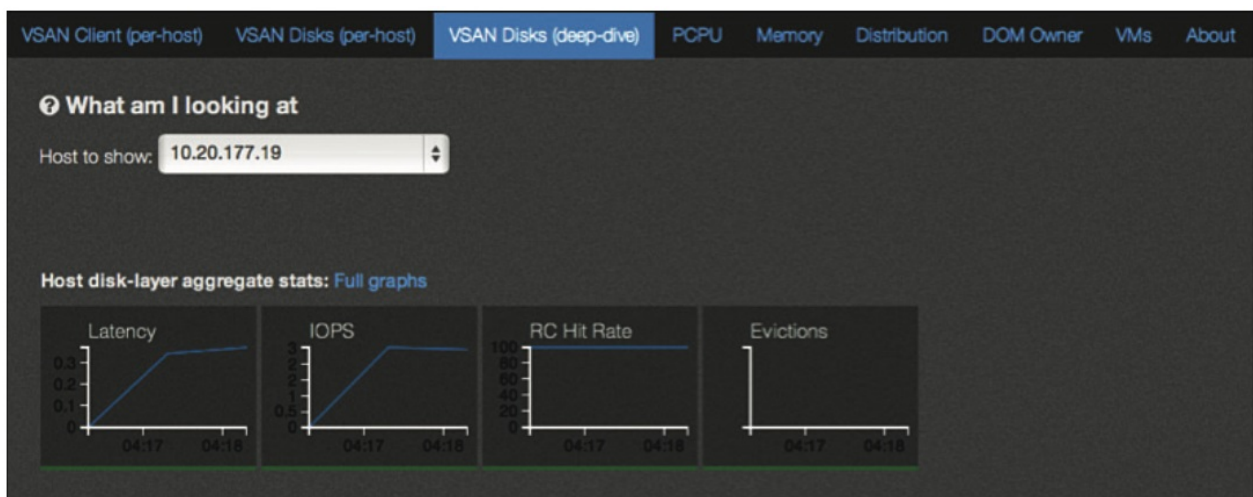 VSAN Client (per-host) VSAN Disks (per-host) VSAN Disks (deep-dive) PCPU Memory Distribution DOM Owner VMs About
What am I looking at
Host to show: 10.20.177.19
Host disk-layer aggregate stats: Full graphs
Latency IOPS RC Hit Rate Evictions
0.3 3 100
0.2 2 80
0.1 1 60
0 0.5 40
0 20
0
04:17 04:18 04:17 04:18 04:17 04:18 04:17 04:18